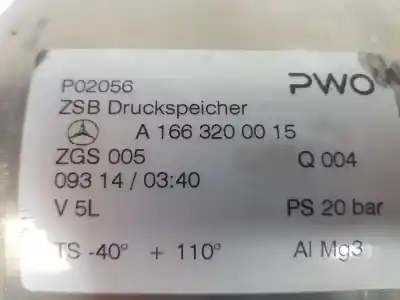 P02056 PWO
ZSB Druckspeicher
A 166 320 00 15
ZGS 005 Q 004
093 14 / 03:40
V 5L PS 20 bar
TS -40° + 110° Al Mg3